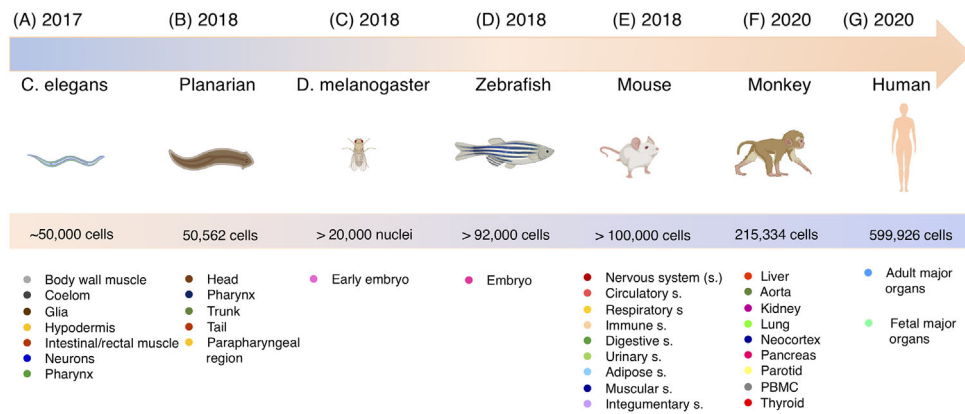 (A) 2017
(B) 2018
(C) 2018
(D) 2018
(E) 2018
(F) 2020
(G) 2020
C. elegans
Planarian
D. melanogaster
Zebrafish
Mouse
Monkey
Human
~50,000 cells
50,562 cells
> 20,000 nuclei
> 92,000 cells
> 100,000 cells
215,334 cells
599,926 cells
Body wall muscle
Coelom
Glia
Hypodermis
Intestinal/rectal muscle
Neurons
Pharynx
Head
Pharynx
Trunk
Tail
Parapharyngeal
region
Early embryo
Embryo
Nervous system (s.)
Circulatory s.
Respiratory s
Immune s.
Digestive s.
Urinary s.
Adipose s.
Muscular s.
Integumentary s.
Liver
Aorta
Kidney
Lung
Neocortex
Pancreas
Parotid
PBMC
Thyroid
Adult major
organs
Fetal major
organs